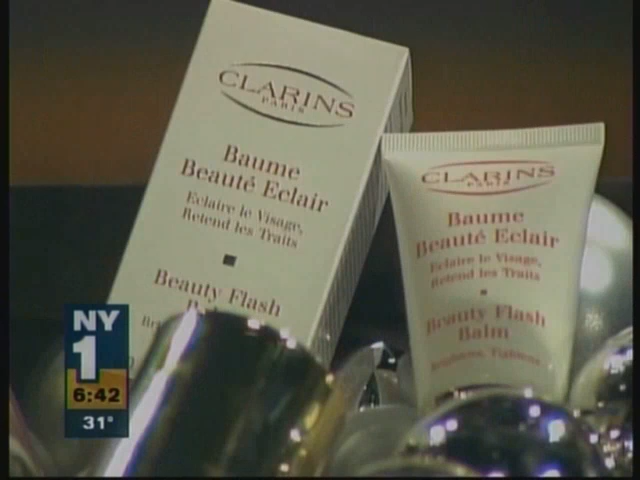 CLARINS
PARIS
Baume
Beauté Eclair
Eclaire le Visage,
Retend les Traits
Beauty Flash
CLARINS
PARIS
Baume
Beauté Eclair
Eclaire le Visage,
Retend les Traits
Beauty Flash
Balm
NY
1
6:42
31°